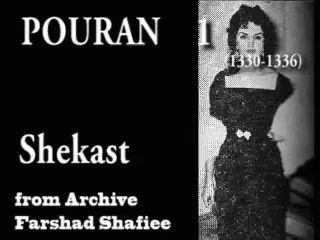 POURAN 1
(1330-1336)
Shekast
from Archive
Farshad Shafiee